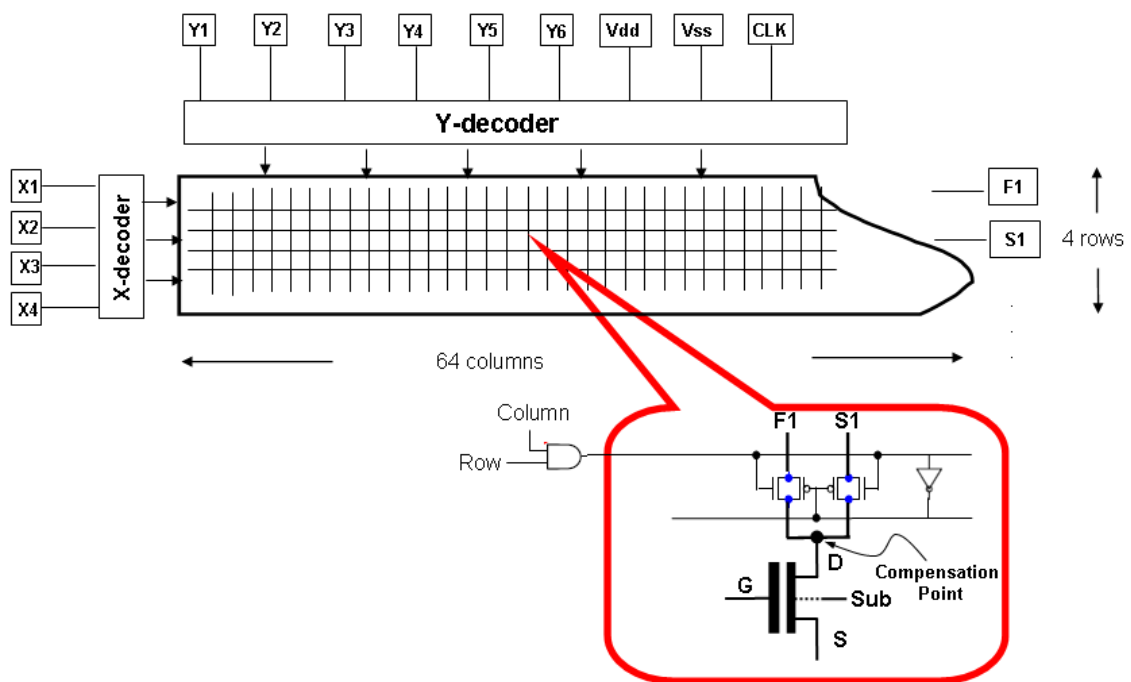 Y1 Y2 Y3 Y4 Y5 Y6 Vdd Vss CLK
Y-decoder
X1
X2
X3
X4
X-decoder
F1
S1
4 rows
64 columns
Column
Row
F1 S1
D
Compensation
Point
G
Sub
S